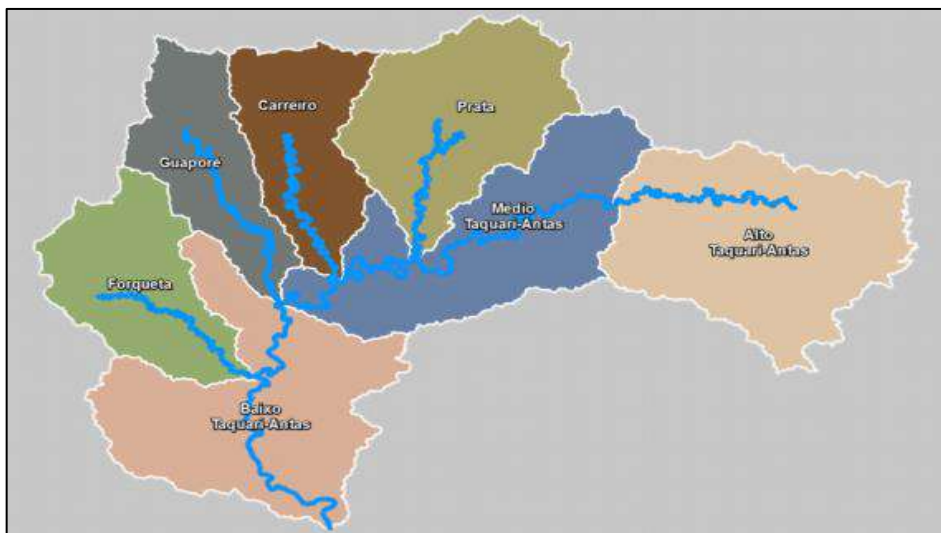 Carreiro
Prata
Guaporé
Médio
Taquari-Antas
Alto
Taquari-Antas
Forqueta
Baixo
Taquari-Antas